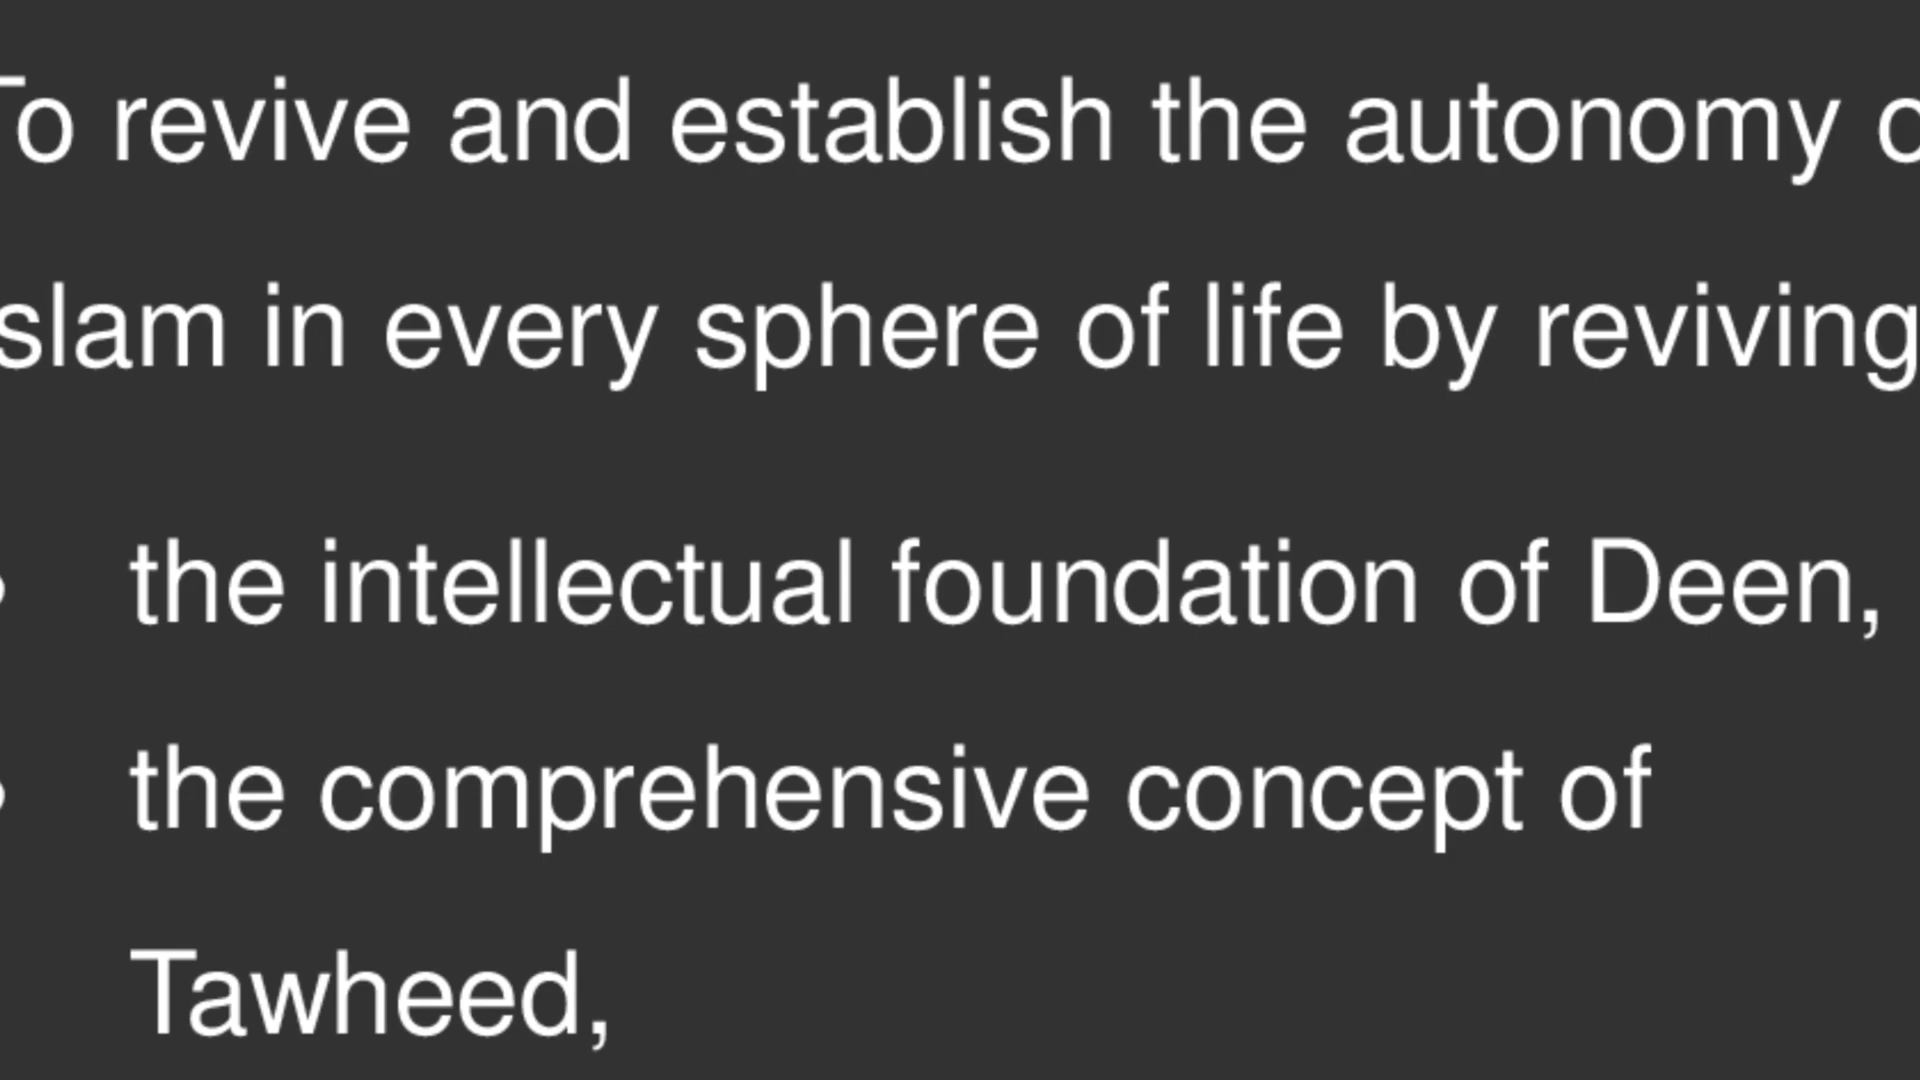 To revive and establish the autonomy o
slam in every sphere of life by reviving
• the intellectual foundation of Deen,
• the comprehensive concept of
Tawheed,